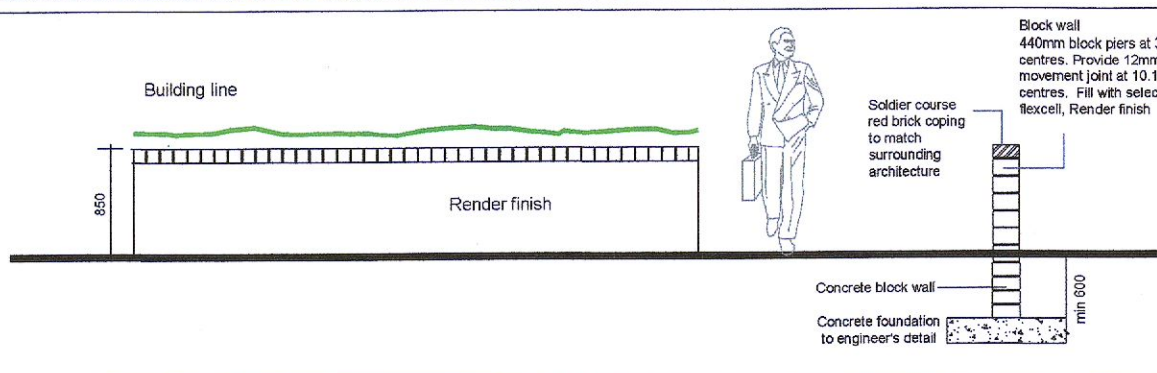 Building line
850
Render finish
Soldier course
red brick coping
to match
surrounding
architecture
Block wall
440mm block piers at
centres. Provide 12mm
movement joint at 10.1
centres. Fill with selec
flexcell, Render finish
Concrete block wall
Concrete foundation
to engineer's detail
min 600